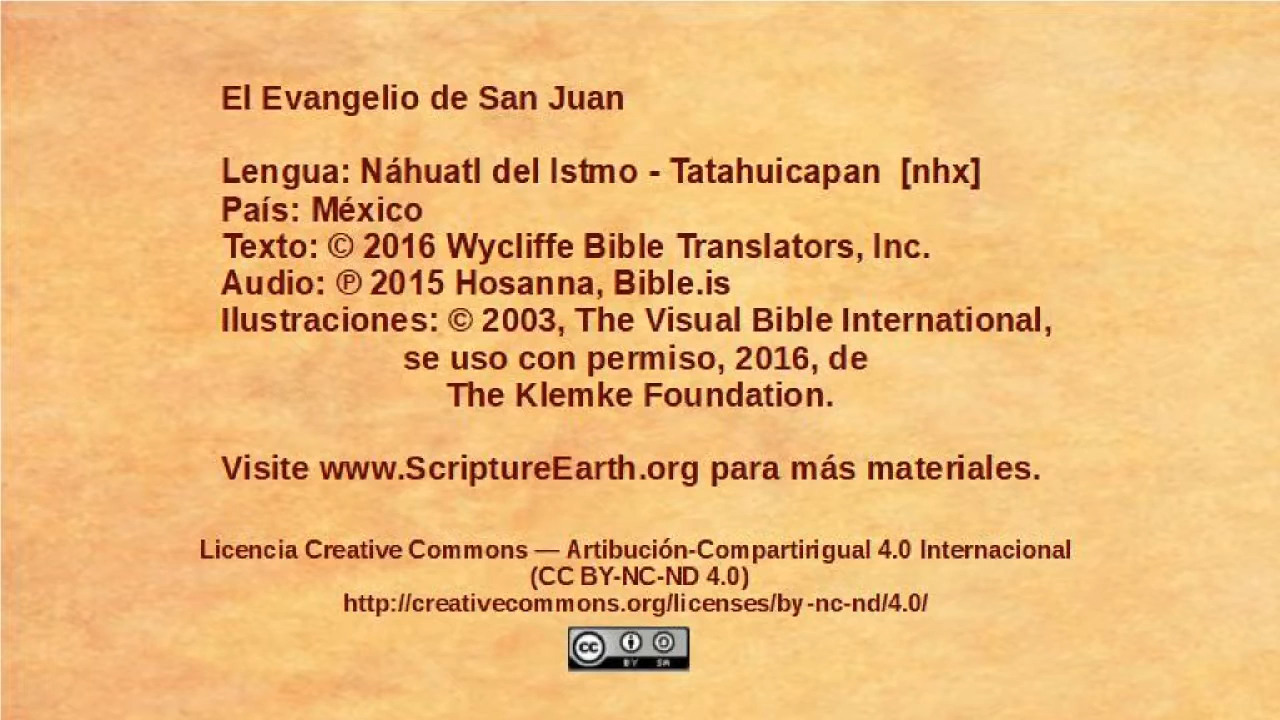 El Evangelio de San Juan
Lengua: Náhuatl del Istmo - Tatahuicapan [nhx]
País: México
Texto: © 2016 Wycliffe Bible Translators, Inc.
Audio: ℗ 2015 Hosanna, Bible.is
Ilustraciones: © 2003, The Visual Bible International,
se uso con permiso, 2016, de
The Klemke Foundation.
Visite www.ScriptureEarth.org para más materiales.
Licencia Creative Commons — Artibución-Compartirigual 4.0 Internacional
(CC BY-NC-ND 4.0)
http://creativecommons.org/licenses/by-nc-nd/4.0/
cc
BY SA